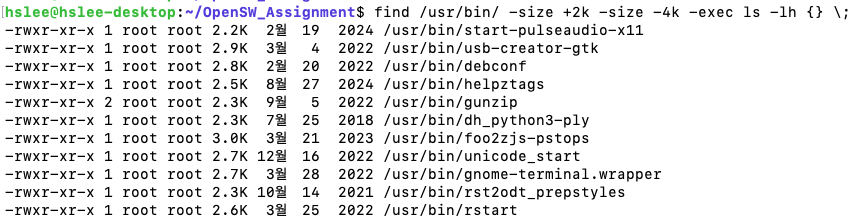 hslee@hslee-desktop:~/OpenSW_Assignment$ find /usr/bin/ -size +2k -size -4k -exec ls -lh {} \;
-rwxr-xr-x 1 root root 2.2K  2월 19  2024 /usr/bin/start-pulseaudio-x11
-rwxr-xr-x 1 root root 2.9K  3월  4  2022 /usr/bin/usb-creator-gtk
-rwxr-xr-x 1 root root 2.8K  2월 20  2022 /usr/bin/debconf
-rwxr-xr-x 1 root root 2.5K  8월 27  2024 /usr/bin/helpztags
-rwxr-xr-x 2 root root 2.3K  9월  5  2022 /usr/bin/gunzip
-rwxr-xr-x 1 root root 2.3K  7월 25  2018 /usr/bin/dh_python3-ply
-rwxr-xr-x 1 root root 3.0K  3월 21  2023 /usr/bin/foo2zjs-pstops
-rwxr-xr-x 1 root root 2.7K 12월 16  2022 /usr/bin/unicode_start
-rwxr-xr-x 1 root root 2.7K  3월 28  2022 /usr/bin/gnome-terminal.wrapper
-rwxr-xr-x 1 root root 2.3K 10월 14  2021 /usr/bin/rst2odt_prepstyles
-rwxr-xr-x 1 root root 2.6K  3월 25  2022 /usr/bin/rstart